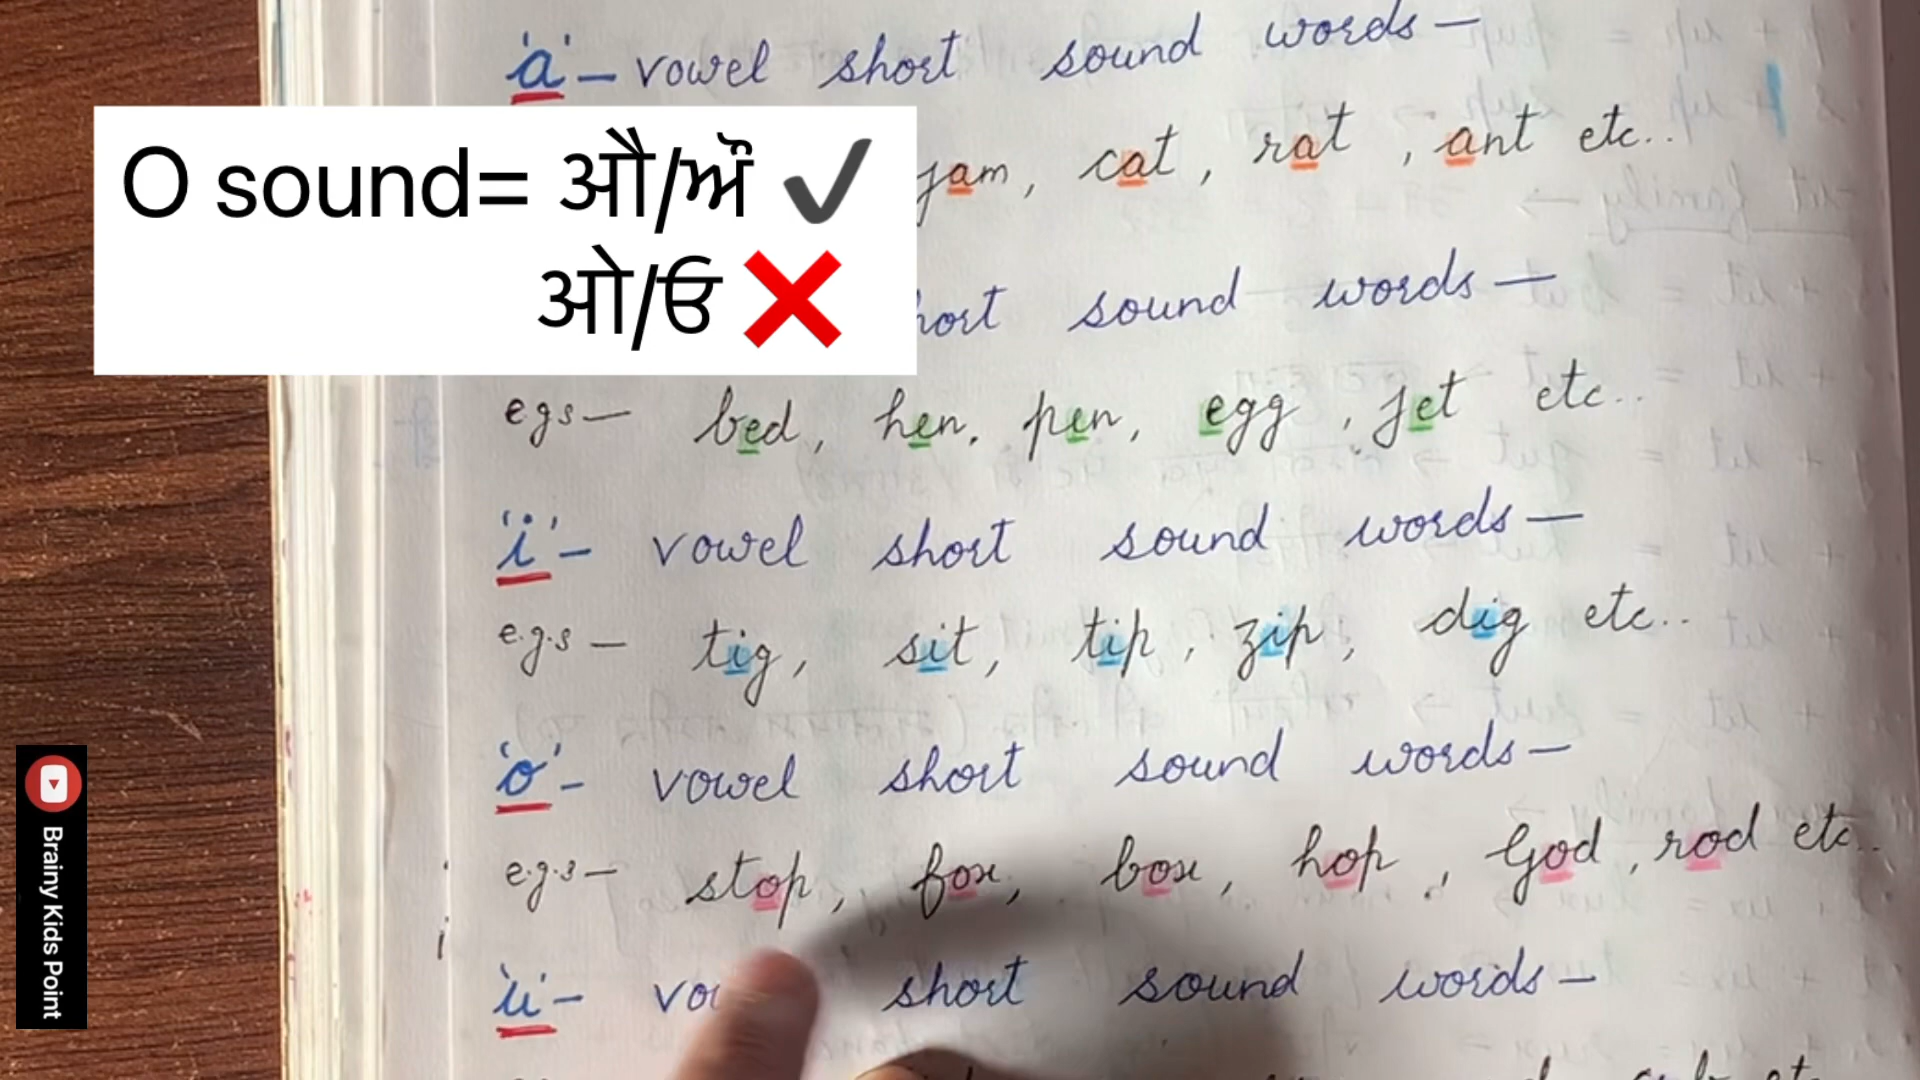 'a' - vowel short sound words -
jam, cat, rat, ant etc..
O sound= औ/ਔ ✔
ओ/ਓ ❌
short sound words -
egs - bed, hen, pen, egg, jet etc..
'i' - vowel short sound words -
e.g.s - tig, sit, tip, zip, dig etc..
'o' - vowel short sound words -
e.g.s - stop, fox, box, hop, God, rod etc..
'u' - vo short sound words -
Brainy Kids Point